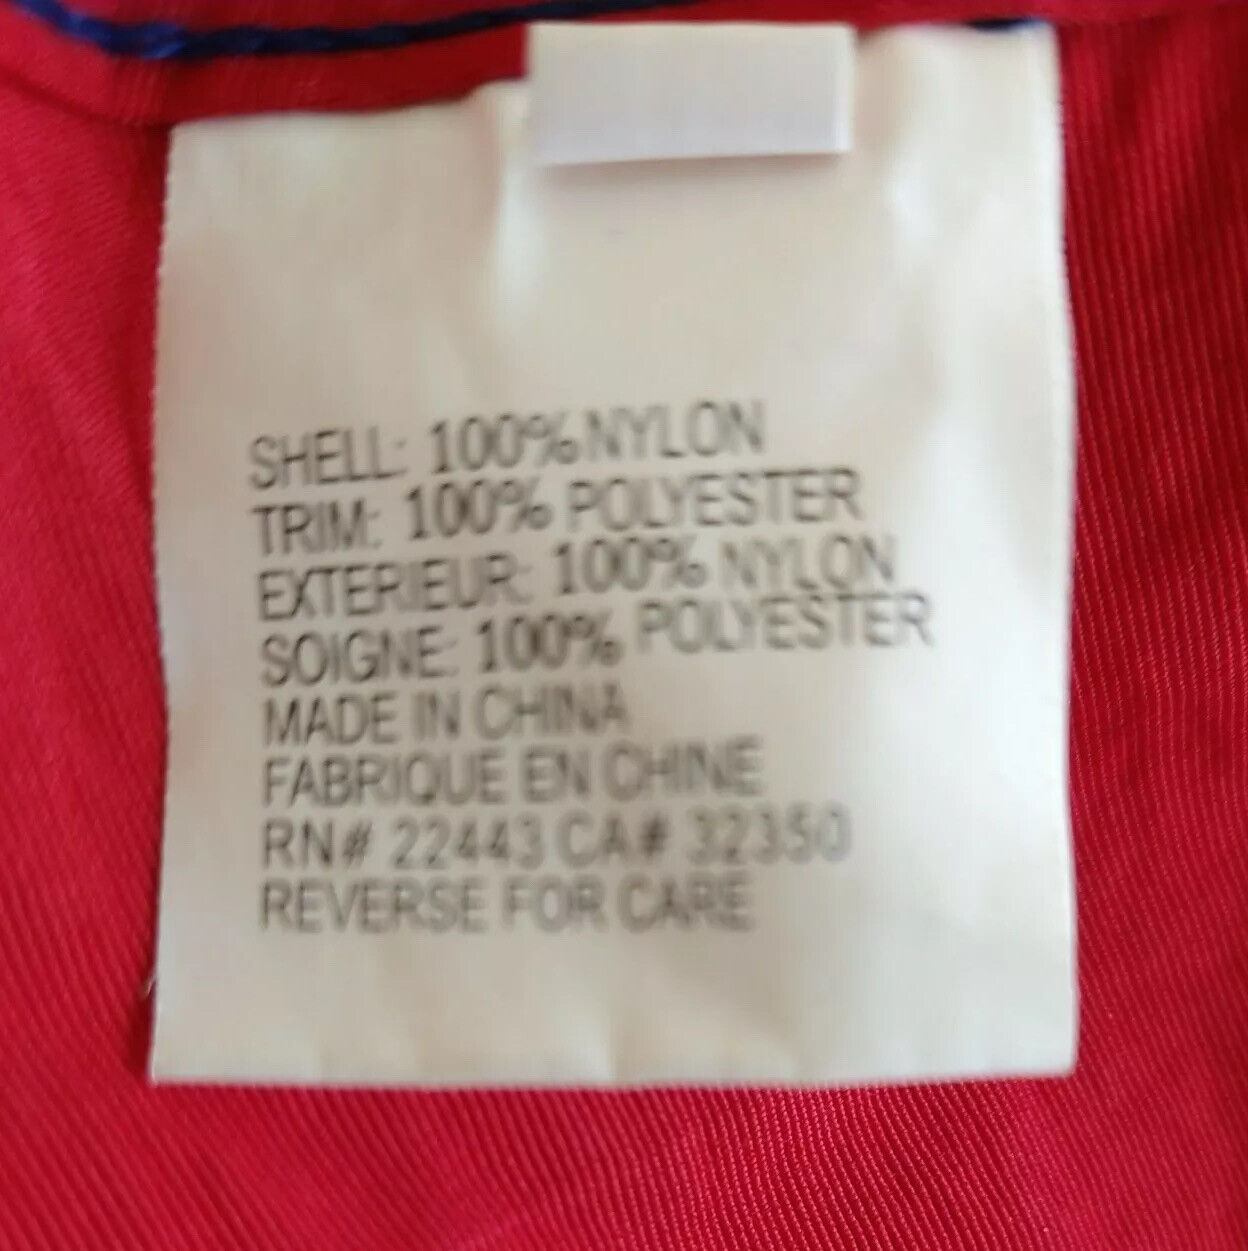 SHELL: 100% NYLON
TRIM: 100% POLYESTER
EXTERIEUR: 100% NYLON
SOIGNE: 100% POLYESTER
MADE IN CHINA
FABRIQUE EN CHINE
RN# 22443 CA# 32350
REVERSE FOR CARE